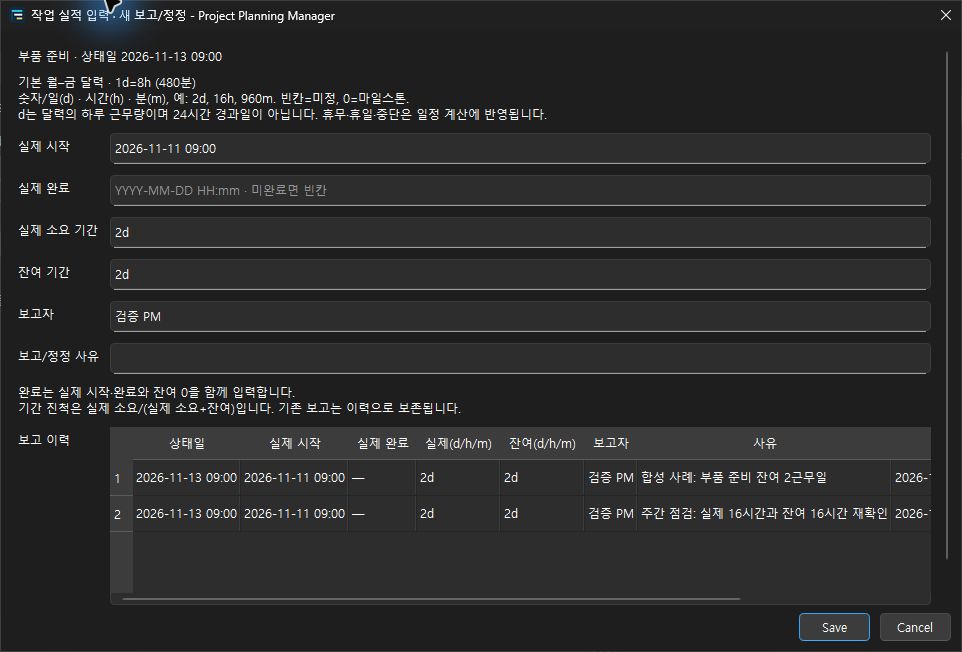 작업 실적 입력 · 새 보고/정정 - Project Planning Manager
부품 준비 · 상태일 2026-11-13 09:00
기본 월–금 달력 · 1d=8h (480분)
숫자/일(d) · 시간(h) · 분(m), 예: 2d, 16h, 960m. 빈칸=미정, 0=마일스톤.
d는 달력의 하루 근무량이며 24시간 경과일이 아닙니다. 휴무·휴일·중단은 일정 계산에 반영됩니다.
실제 시작 2026-11-11 09:00
실제 완료 YYYY-MM-DD HH:mm · 미완료면 빈칸
실제 소요 기간 2d
잔여 기간 2d
보고자 검증 PM
보고/정정 사유
완료는 실제 시작·완료와 잔여 0을 함께 입력합니다.
기간 진척은 실제 소요/(실제 소요+잔여)입니다. 기존 보고는 이력으로 보존됩니다.
보고 이력
상태일 실제 시작 실제 완료 실제(d/h/m) 잔여(d/h/m) 보고자 사유
1 2026-11-13 09:00 2026-11-11 09:00 — 2d 2d 검증 PM 합성 사례: 부품 준비 잔여 2근무일 2026-
2 2026-11-13 09:00 2026-11-11 09:00 — 2d 2d 검증 PM 주간 점검: 실제 16시간과 잔여 16시간 재확인 2026-
Save Cancel